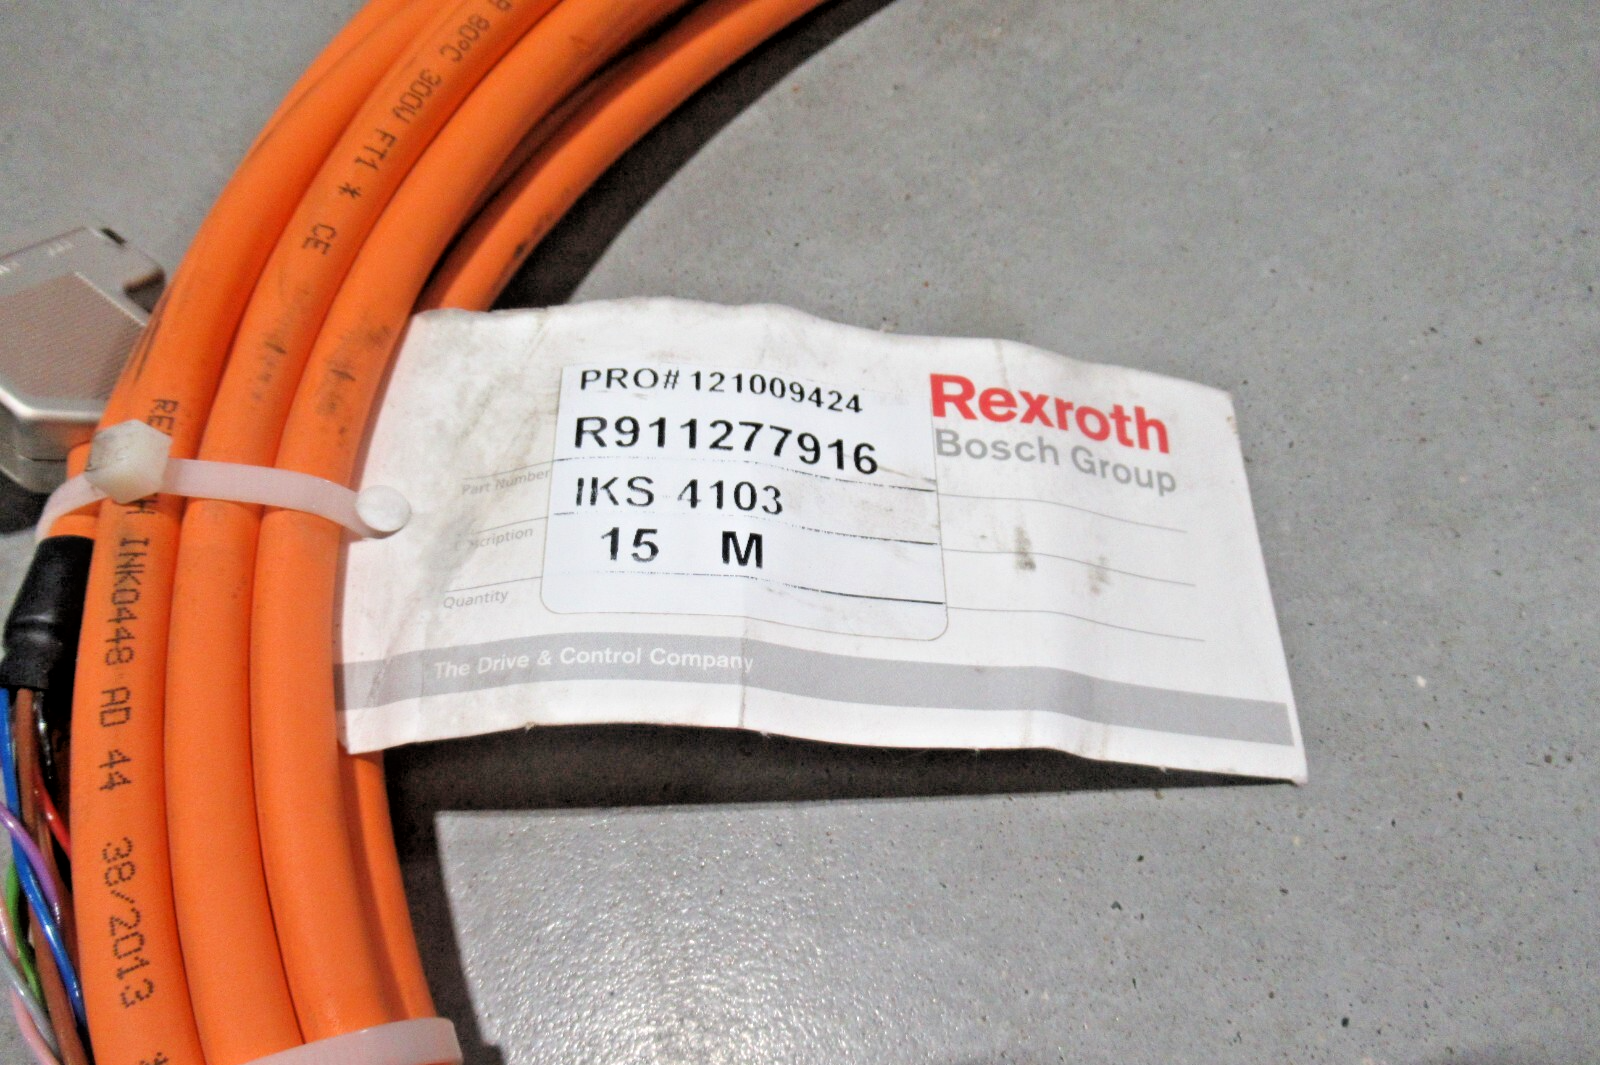 80°C 300V FT1 * CE
PRO# 121009424
R911277916
IKS 4103
15 M
Rexroth
Bosch Group
Part Number
Quantity
The Drive & Control Company
INK0448 AD 44 38/2013 *